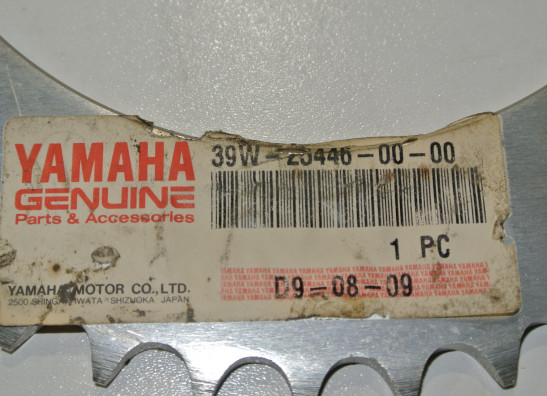 YAMAHA
GENUINE
Parts & Accessories
39W-25446-00-00
1 PC
YAMAHA MOTOR CO., LTD.
2500 SHINGAI IWATA SHIZUOKA JAPAN
D9-08-09